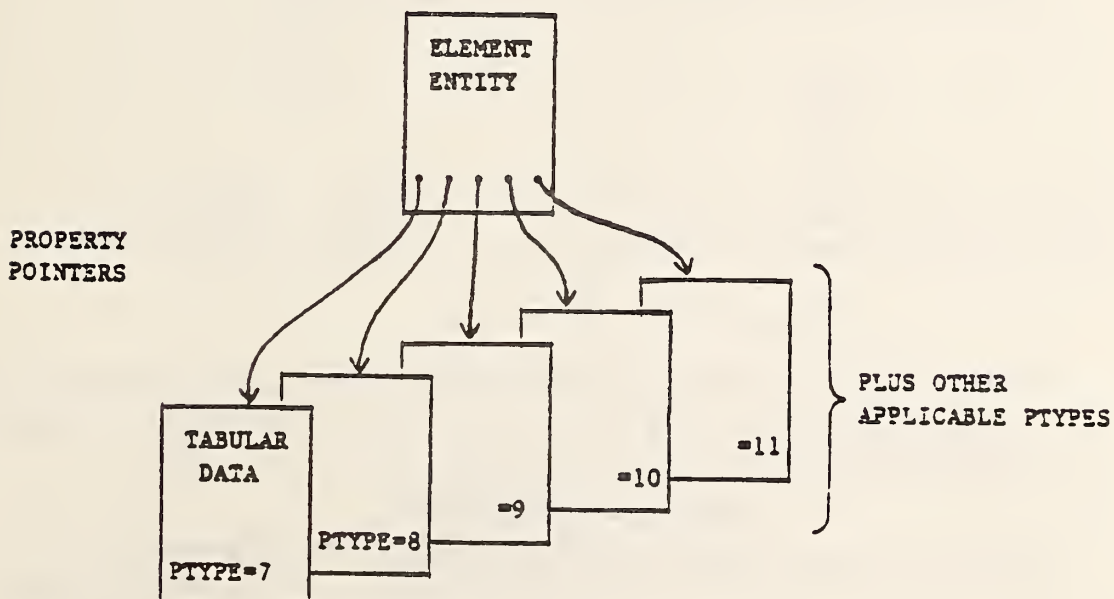 ELEMENT
ENTITY
PROPERTY
POINTERS
PLUS OTHER
APPLICABLE PTYPES
TABULAR
DATA
PTYPE=7
PTYPE=8
=9
=10
=11